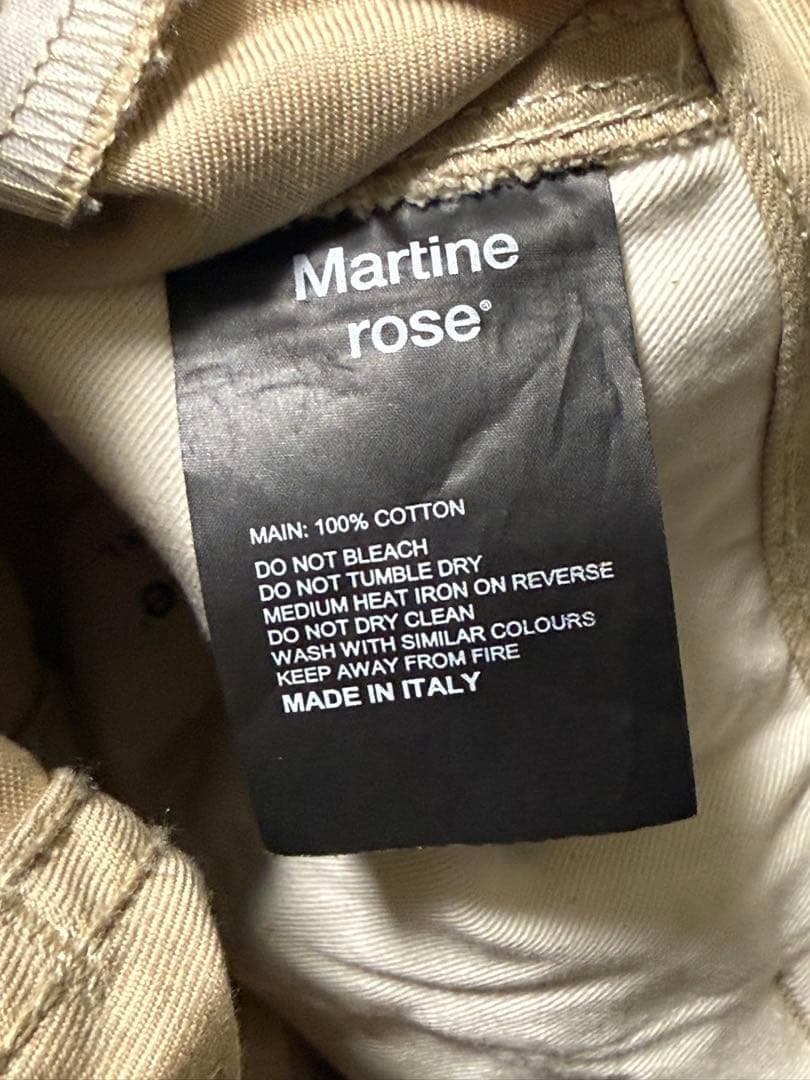 Martine
rose®
MAIN: 100% COTTON
DO NOT BLEACH
DO NOT TUMBLE DRY
MEDIUM HEAT IRON ON REVERSE
DO NOT DRY CLEAN
WASH WITH SIMILAR COLOURS
KEEP AWAY FROM FIRE
MADE IN ITALY